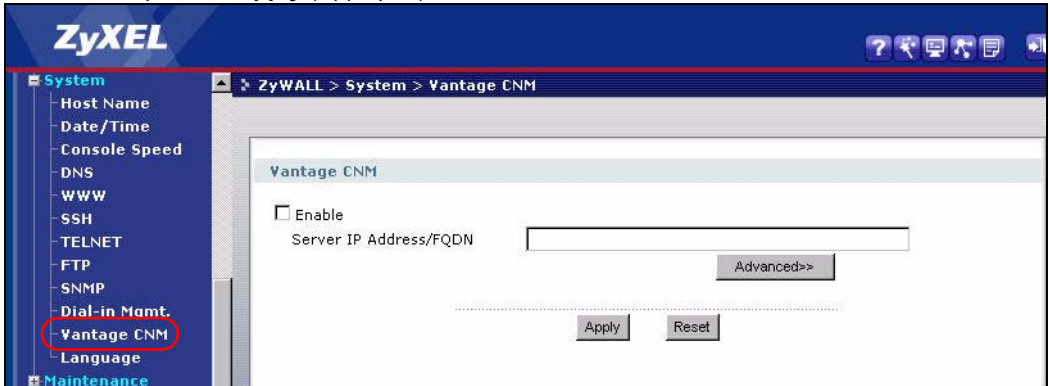 ZyXEL
System
Host Name
Date/Time
Console Speed
DNS
WWW
SSH
TELNET
FTP
SNMP
Dial-in Mgmt.
Vantage CNM
Language
Maintenance
ZyWALL > System > Vantage CNM
Vantage CNM
Enable
Server IP Address/FQDN
Advanced>>
Apply Reset